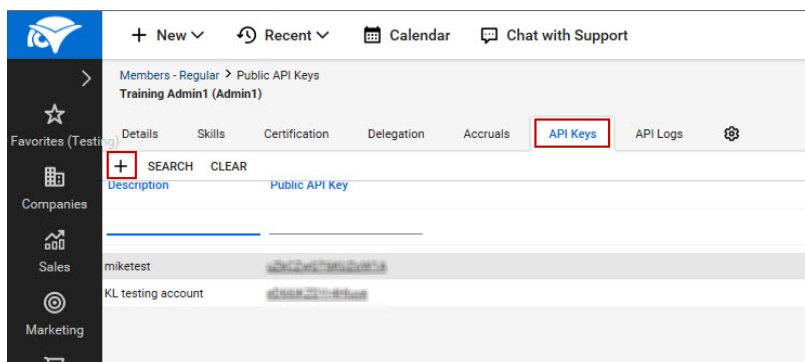 + New Recent Calendar Chat with Support
Members - Regular > Public API Keys
Training Admin1 (Admin1)
Favorites (Testing)
Details Skills Certification Delegation Accruals API Keys API Logs
+ SEARCH CLEAR
Companies
Description Public API Key
Sales
miketest
KL testing account
Marketing